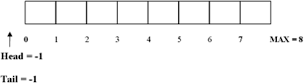 0 1 2 3 4 5 6 7 MAX = 8
Head = -1
Tail = -1